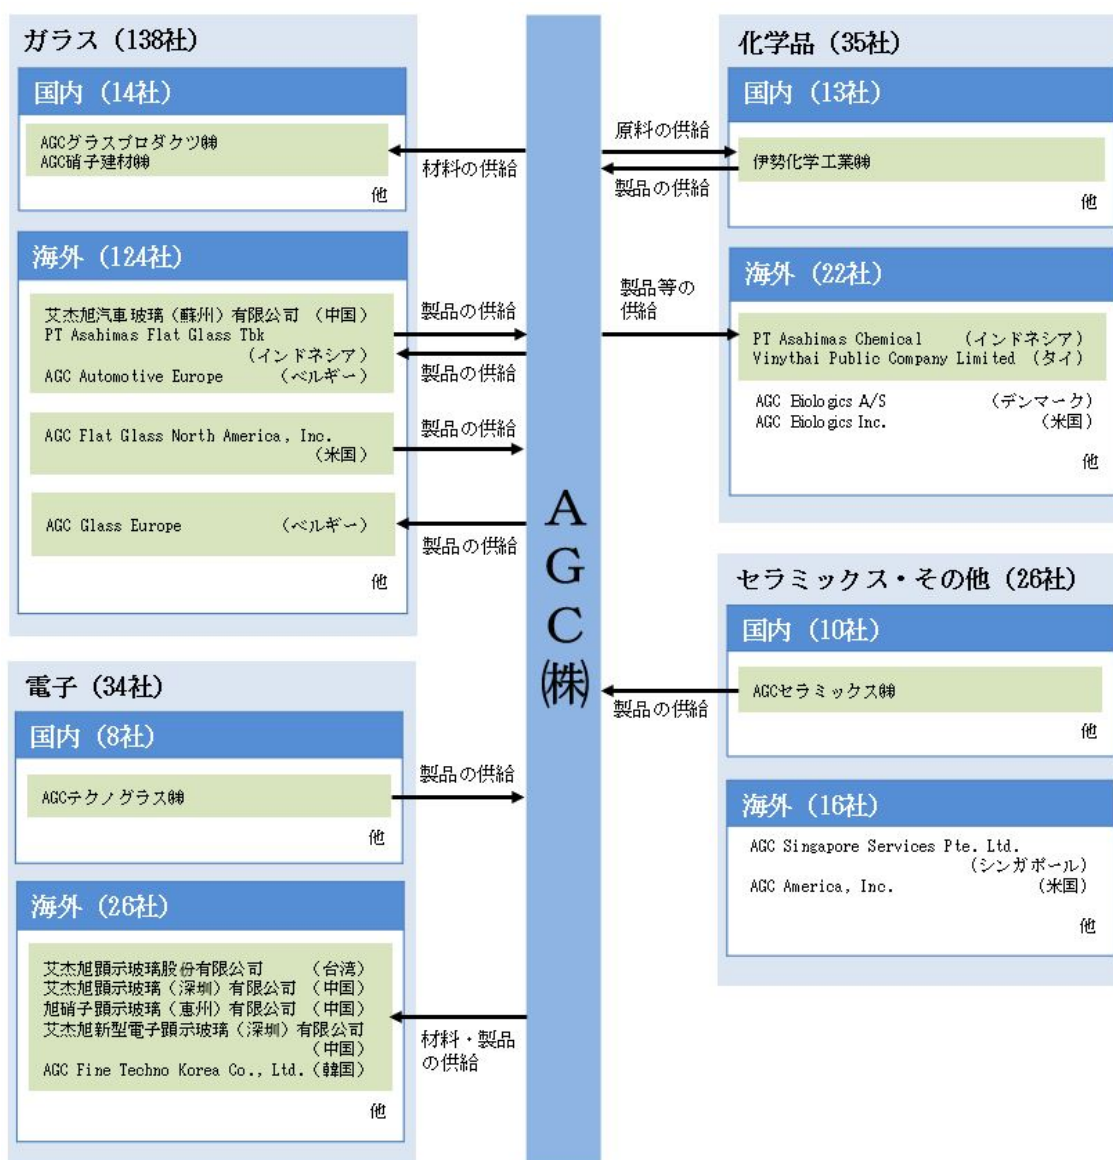 ガラス（138社）
国内（14社）
AGCグラスプロダクツ㈱
AGC硝子建材㈱
他
材料の供給
海外（124社）
艾杰旭汽車玻璃（蘇州）有限公司 （中国）
PT Asahimas Flat Glass Tbk
（インドネシア）
AGC Automotive Europe （ベルギー）
製品の供給
製品の供給
AGC Flat Glass North America, Inc.
（米国）
製品の供給
AGC Glass Europe （ベルギー）
製品の供給
他
電子（34社）
国内（8社）
AGCテクノグラス㈱
他
製品の供給
海外（26社）
艾杰旭顕示玻璃股份有限公司 （台湾）
艾杰旭顕示玻璃（深圳）有限公司 （中国）
旭硝子顕示玻璃（恵州）有限公司 （中国）
艾杰旭新型電子顕示玻璃（深圳）有限公司
（中国）
AGC Fine Techno Korea Co., Ltd.（韓国）
他
材料・製品
の供給
AGC㈱
化学品（35社）
国内（13社）
原料の供給
伊勢化学工業㈱
製品の供給
他
海外（22社）
製品等の
供給
PT Asahimas Chemical （インドネシア）
Vinythai Public Company Limited （タイ）
AGC Biologics A/S （デンマーク）
AGC Biologics Inc. （米国）
他
セラミックス・その他（26社）
国内（10社）
AGCセラミックス㈱
製品の供給
他
海外（16社）
AGC Singapore Services Pte. Ltd.
（シンガポール）
AGC America, Inc. （米国）
他